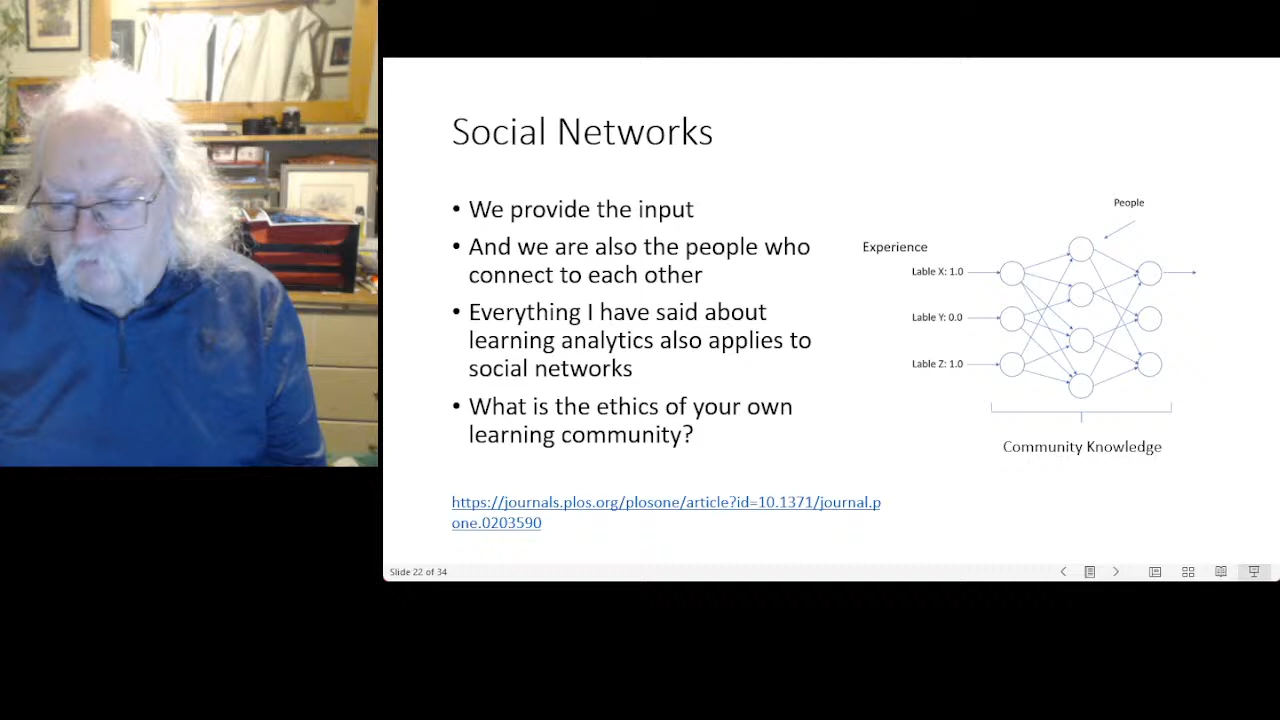 Social Networks
• We provide the input
• And we are also the people who
connect to each other
• Everything I have said about
learning analytics also applies to
social networks
• What is the ethics of your own
learning community?
https://journals.plos.org/plosone/article?id=10.1371/journal.p
one.0203590
People
Experience
Lable X: 1.0
Lable Y: 0.0
Lable Z: 1.0
Community Knowledge
Slide 22 of 34